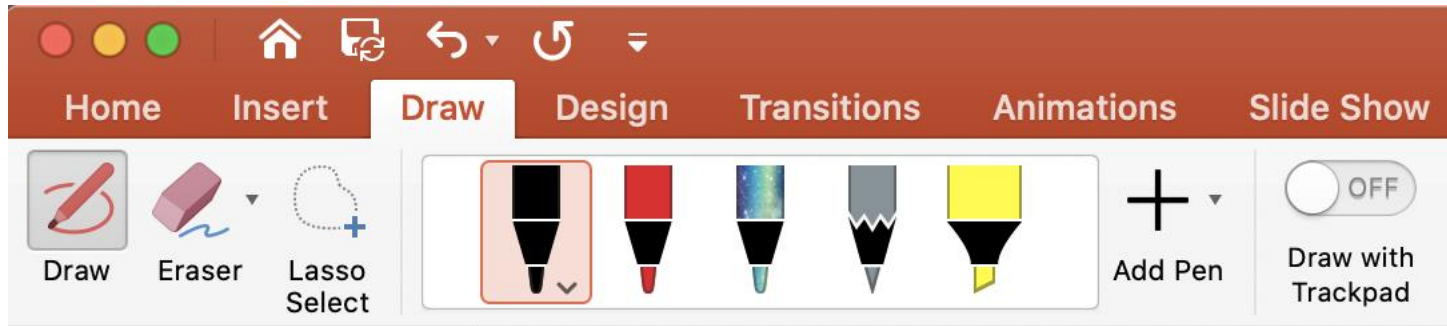 Home Insert Draw Design Transitions Animations Slide Show
OFF
Draw Eraser Lasso Select Add Pen Draw with Trackpad